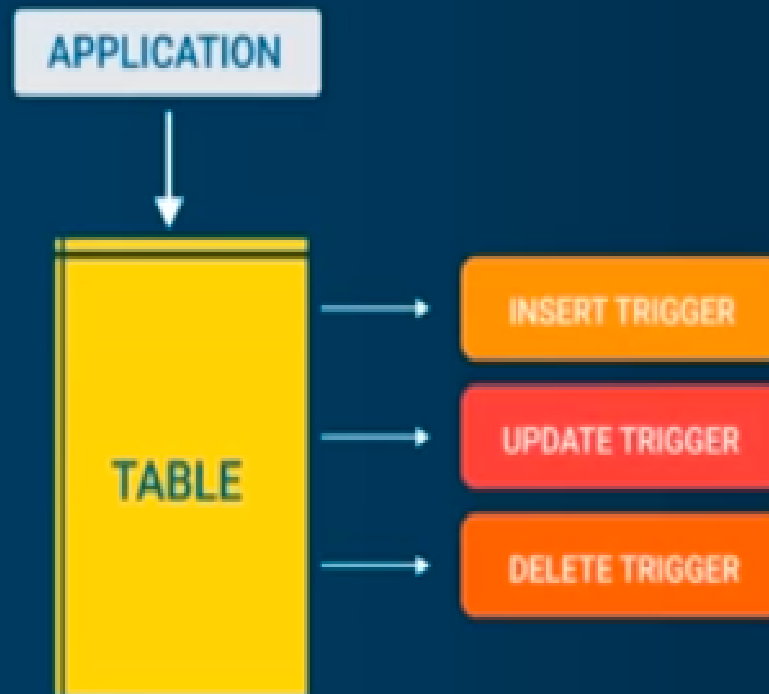 APPLICATION
INSERT TRIGGER
UPDATE TRIGGER
TABLE
DELETE TRIGGER